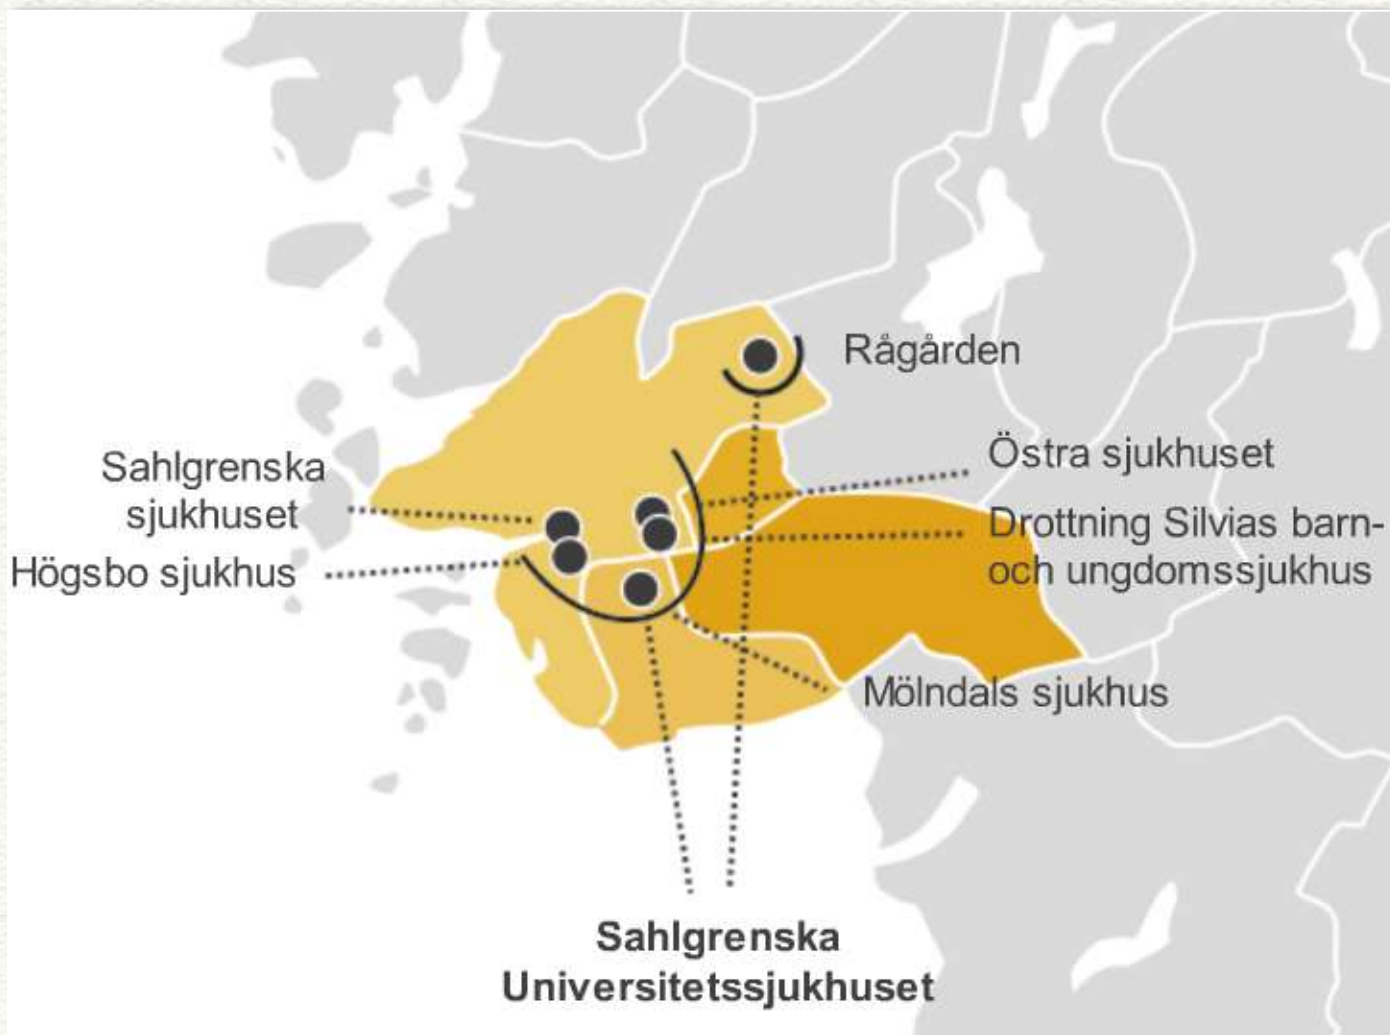 Rågården
Sahlgrenska
sjukhuset
Högsbo sjukhus
Östra sjukhuset
Drottning Silvias barn-
och ungdomssjukhus
Mölndals sjukhus
Sahlgrenska
Universitetssjukhuset